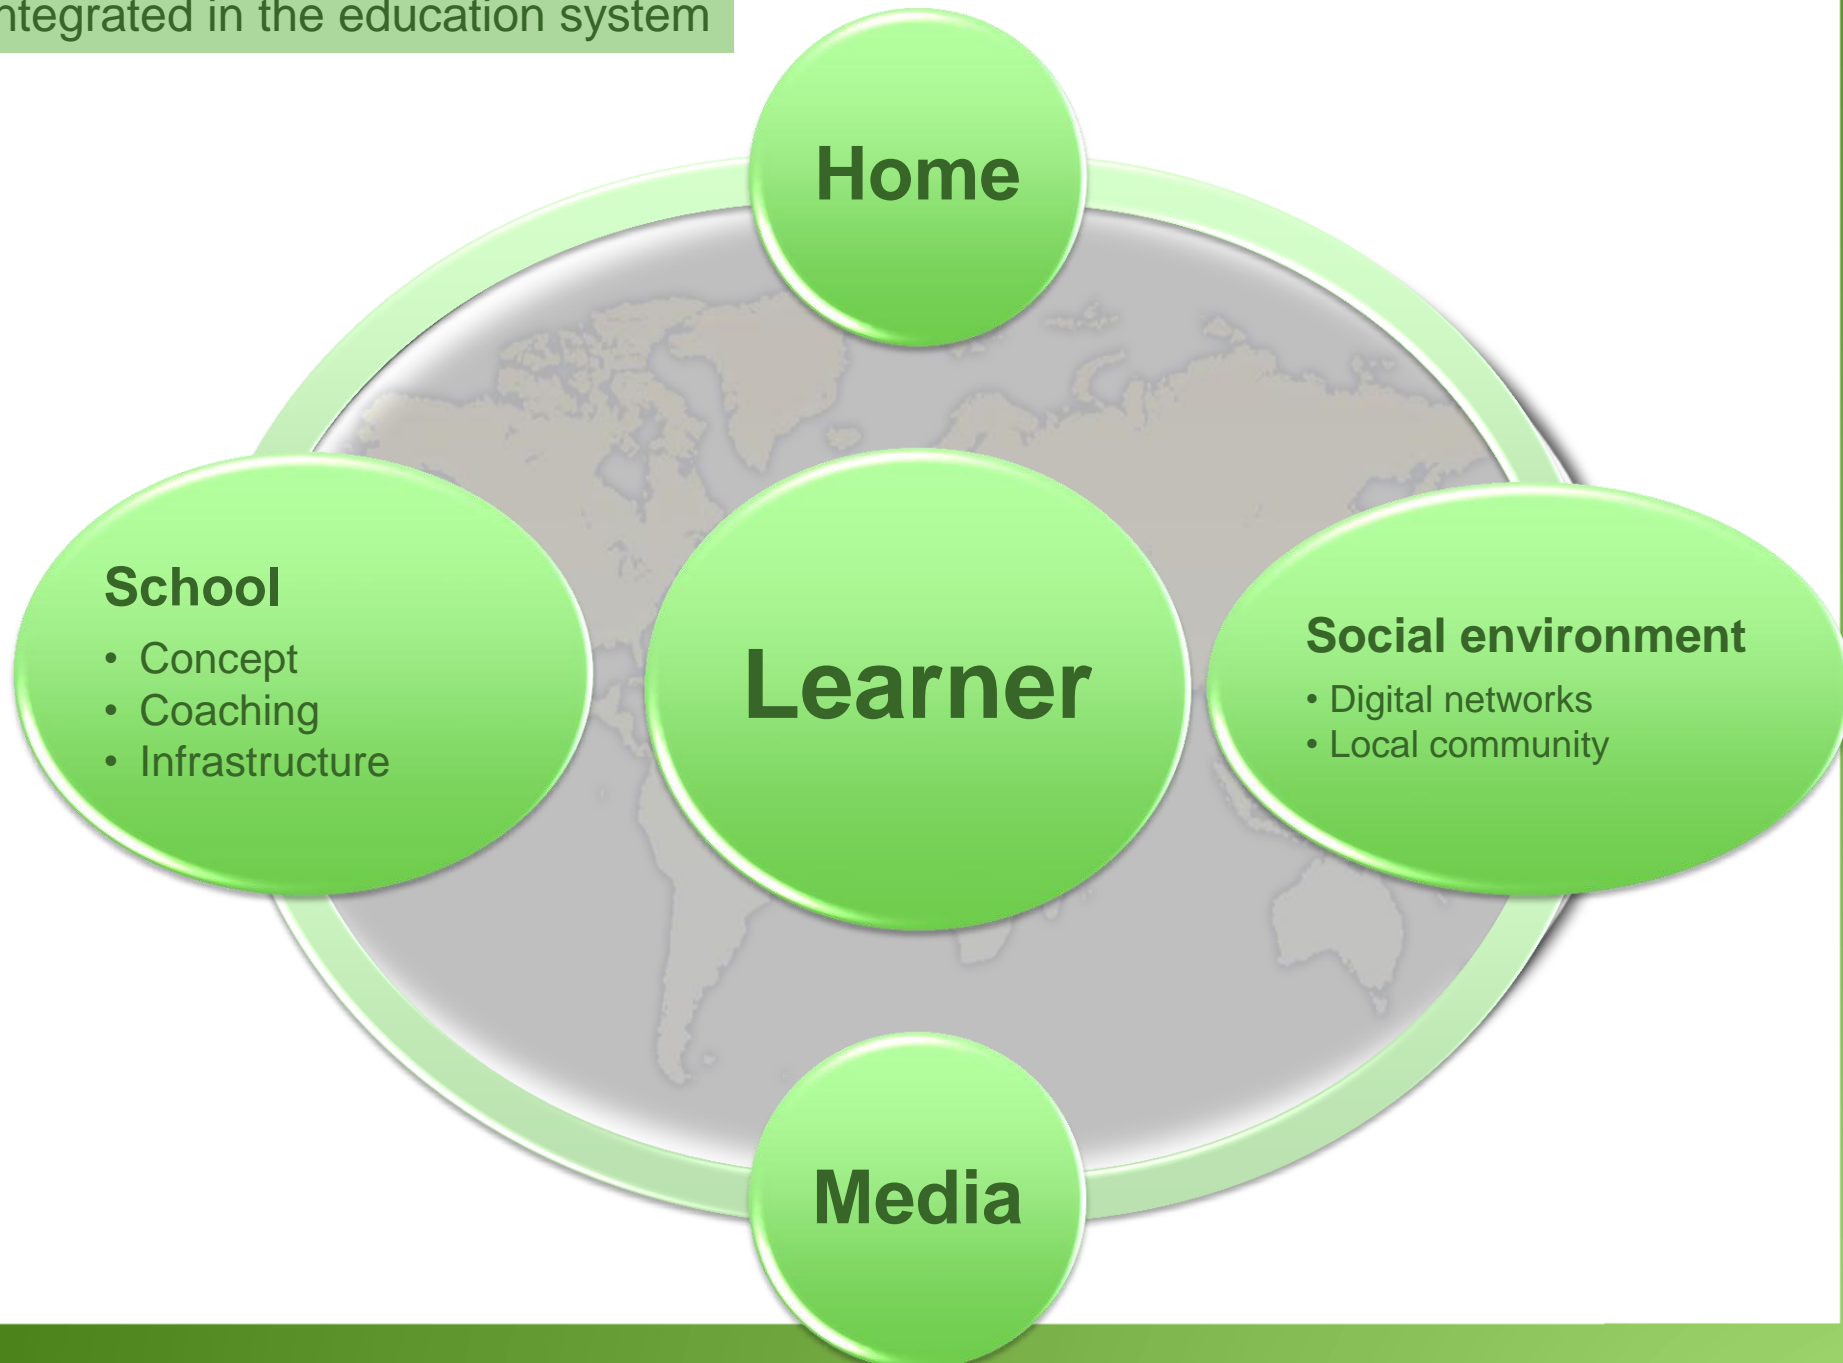 ntegrated in the education system
Home
School
• Concept
• Coaching
• Infrastructure
Learner
Social environment
• Digital networks
• Local community
Media